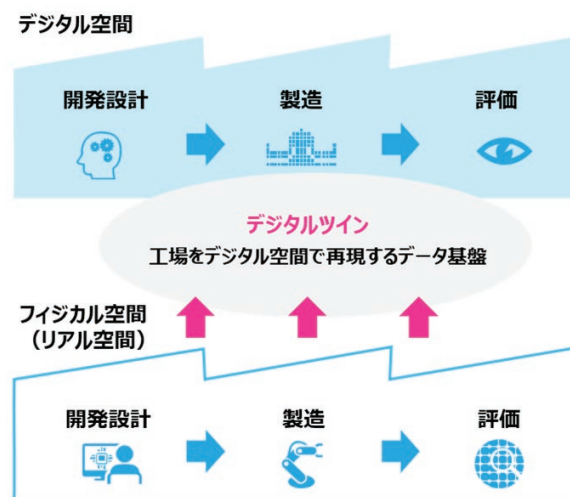 デジタル空間
開発設計
製造
評価
デジタルツイン
工場をデジタル空間で再現するデータ基盤
フィジカル空間
（リアル空間）
開発設計
製造
評価